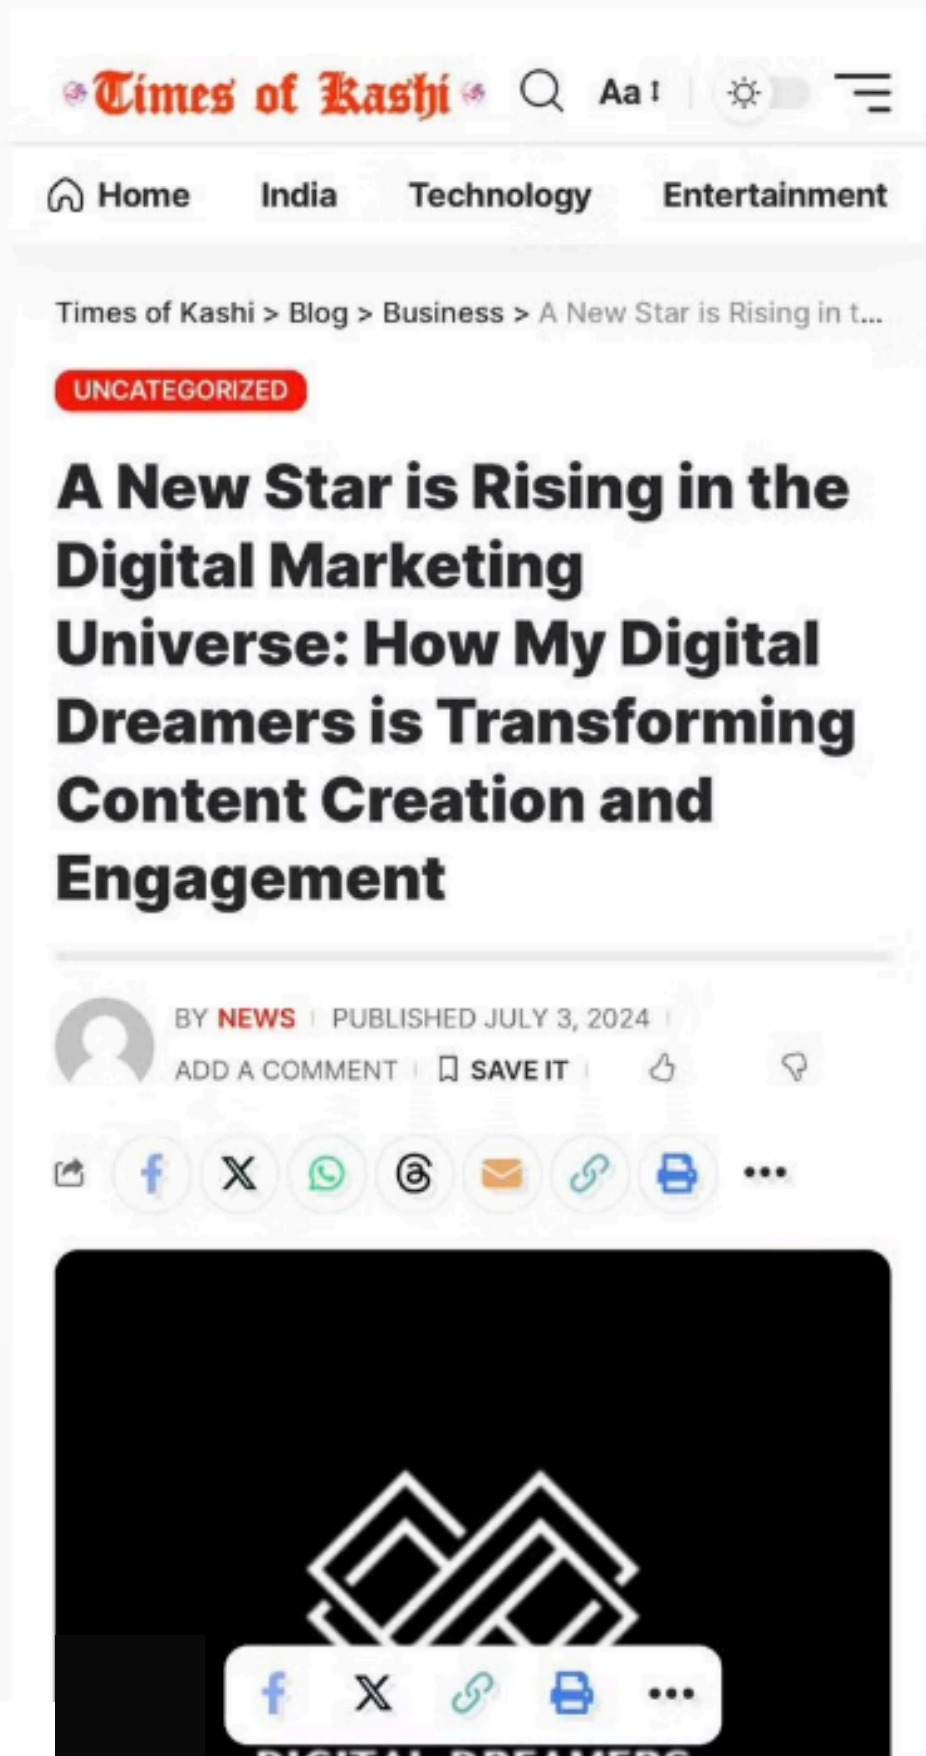 Times of Kashi
Aa
Home India Technology Entertainment
Times of Kashi > Blog > Business > A New Star is Rising in t...
UNCATEGORIZED
A New Star is Rising in the
Digital Marketing
Universe: How My Digital
Dreamers is Transforming
Content Creation and
Engagement
BY NEWS PUBLISHED JULY 3, 2024
ADD A COMMENT SAVE IT
DIGITAL DREAMERS